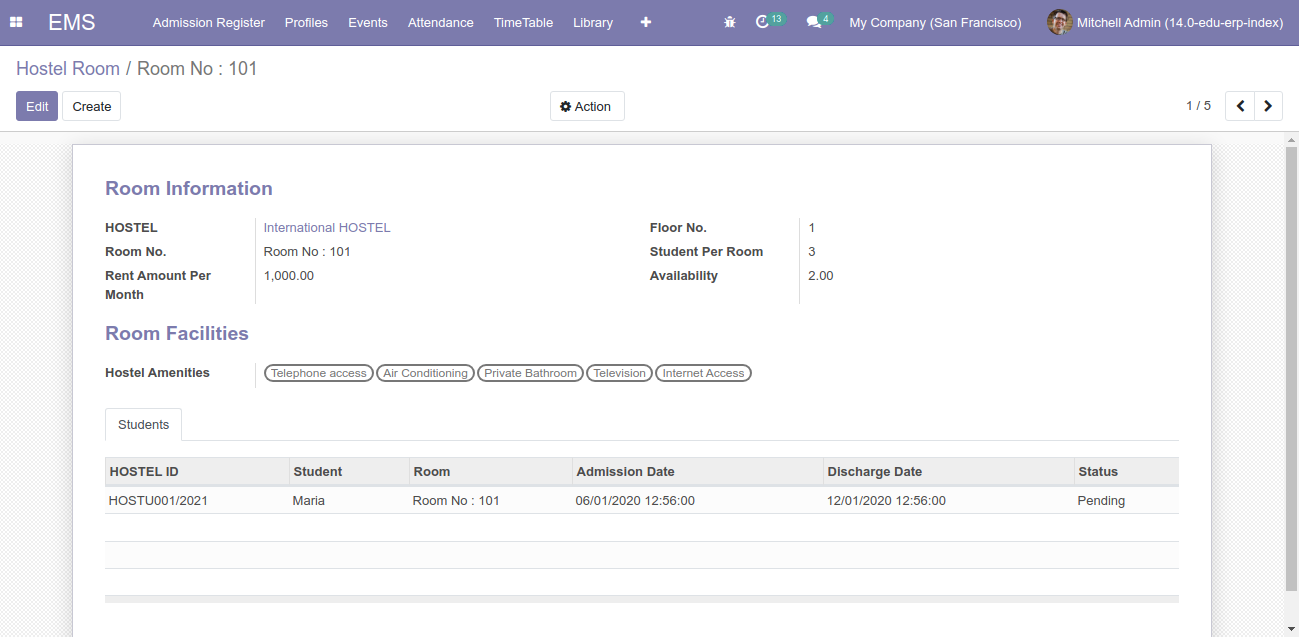 EMS Admission Register Profiles Events Attendance TimeTable Library 13 4 My Company (San Francisco) Mitchell Admin (14.0-edu-erp-index)
Hostel Room / Room No : 101
Edit Create Action 1 / 5
Room Information
HOSTEL International HOSTEL Floor No. 1
Room No. Room No : 101 Student Per Room 3
Rent Amount Per 1,000.00 Availability 2.00
Month
Room Facilities
Hostel Amenities Telephone access Air Conditioning Private Bathroom Television Internet Access
Students
HOSTEL ID Student Room Admission Date Discharge Date Status
HOSTU001/2021 Maria Room No : 101 06/01/2020 12:56:00 12/01/2020 12:56:00 Pending